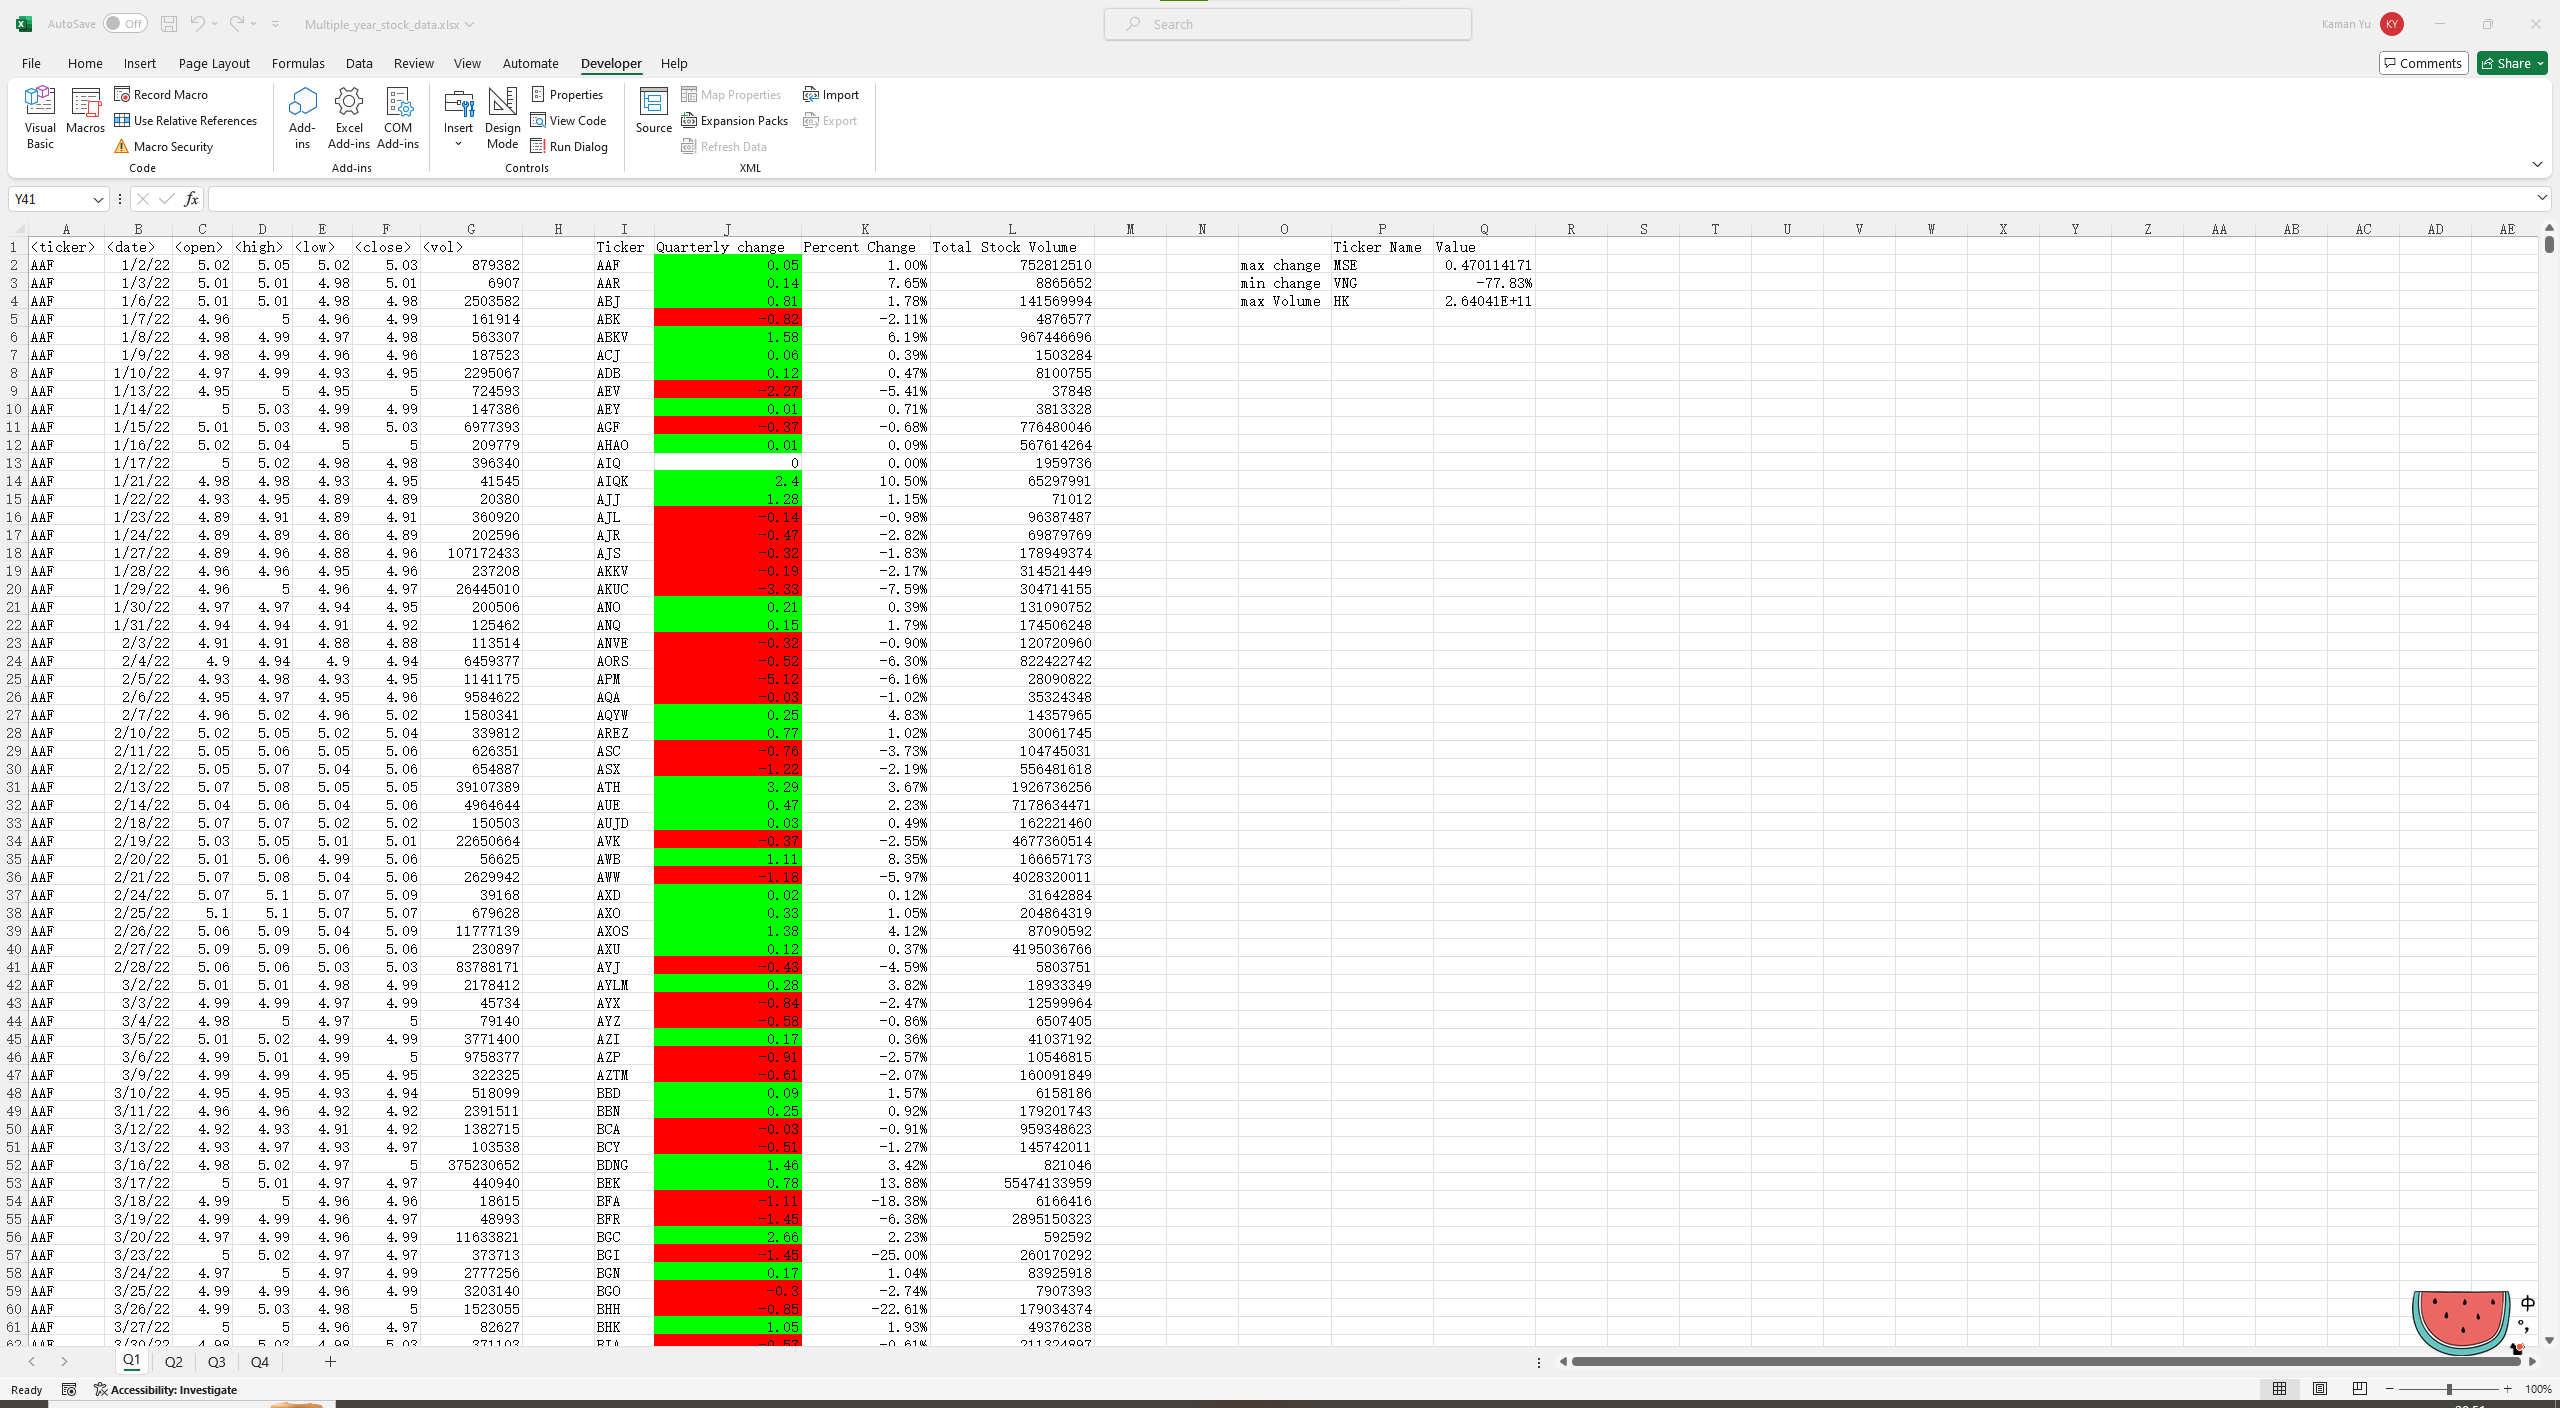 AutoSave Off Multiple_year_stock_data.xlsx Search Kaman Yu KY
File Home Insert Page Layout Formulas Data Review View Automate Developer Help Comments Share
Visual Basic Macros Record Macro Use Relative References Macro Security Code
Add-ins Excel Add-ins COM Add-ins Add-ins
Insert Design Mode Properties View Code Run Dialog Controls
Source Map Properties Expansion Packs Refresh Data Import Export XML
Y41 fx
A B C D E F G H I J K L M N O P Q R S T U V W X Y Z AA AB AC AD AE
1 <ticker> <date> <open> <high> <low> <close> <vol> Ticker Quarterly change Percent Change Total Stock Volume Ticker Name Value
2 AAF 1/2/22 5.02 5.05 5.02 5.03 879382 AAF 0.05 1.00% 752812510 max change MSE 0.470114171
3 AAF 1/3/22 5.01 5.01 4.98 5.01 6907 AAR 0.14 7.65% 8865652 min change VNG -77.83%
4 AAF 1/6/22 5.01 5.01 4.98 4.98 2503582 ABJ 0.81 1.78% 141569994 max Volume HK 2.64041E+11
5 AAF 1/7/22 4.96 5 4.96 4.99 161914 ABK -0.82 -2.11% 4876577
6 AAF 1/8/22 4.98 4.99 4.97 4.98 563307 ABKV 1.58 6.19% 967446696
7 AAF 1/9/22 4.98 4.99 4.96 4.96 187523 ACJ 0.06 0.39% 1503284
8 AAF 1/10/22 4.97 4.99 4.93 4.95 2295067 ADB 0.12 0.47% 8100755
9 AAF 1/13/22 4.95 5 4.95 5 724593 AEV -2.27 -5.41% 37848
10 AAF 1/14/22 5 5.03 4.99 4.99 147386 AEY 0.01 0.71% 3813328
11 AAF 1/15/22 5.01 5.03 4.98 5.03 6977393 AGF -0.37 -0.68% 776480046
12 AAF 1/16/22 5.02 5.04 5 5 209779 AHAO 0.01 0.09% 567614264
13 AAF 1/17/22 5 5.02 4.98 4.98 396340 AIQ 0 0.00% 1959736
14 AAF 1/21/22 4.98 4.98 4.93 4.95 41545 AIQK 2.4 10.50% 65297991
15 AAF 1/22/22 4.93 4.95 4.89 4.89 20380 AJJ 1.28 1.15% 71012
16 AAF 1/23/22 4.89 4.91 4.89 4.91 360920 AJL -0.14 -0.98% 96387487
17 AAF 1/24/22 4.89 4.89 4.86 4.89 202596 AJR -0.47 -2.82% 69879769
18 AAF 1/27/22 4.89 4.96 4.88 4.96 107172433 AJS -0.32 -1.83% 178949374
19 AAF 1/28/22 4.96 4.96 4.95 4.96 237208 AKKV -0.19 -2.17% 314521449
20 AAF 1/29/22 4.96 5 4.96 4.97 26445010 AKUC -3.33 -7.59% 304714155
21 AAF 1/30/22 4.97 4.97 4.94 4.95 200506 ANO 0.21 0.39% 131090752
22 AAF 1/31/22 4.94 4.94 4.91 4.92 125462 ANQ 0.15 1.79% 174506248
23 AAF 2/3/22 4.91 4.91 4.88 4.88 113514 ANVE -0.32 -0.90% 120720960
24 AAF 2/4/22 4.9 4.94 4.9 4.94 6459377 AORS -0.52 -6.30% 822422742
25 AAF 2/5/22 4.93 4.98 4.93 4.95 1141175 APM -5.12 -6.16% 28090822
26 AAF 2/6/22 4.95 4.97 4.95 4.96 9584622 AQA -0.03 -1.02% 35324348
27 AAF 2/7/22 4.96 5.02 4.96 5.02 1580341 AQYW 0.25 4.83% 14357965
28 AAF 2/10/22 5.02 5.05 5.02 5.04 339812 AREZ 0.77 1.02% 30061745
29 AAF 2/11/22 5.05 5.06 5.05 5.06 626351 ASC -0.76 -3.73% 104745031
30 AAF 2/12/22 5.05 5.07 5.04 5.06 654887 ASX -1.22 -2.19% 556481618
31 AAF 2/13/22 5.07 5.08 5.05 5.05 39107389 ATH 3.29 3.67% 1926736256
32 AAF 2/14/22 5.04 5.06 5.04 5.06 4964644 AUE 0.47 2.23% 7178634471
33 AAF 2/18/22 5.07 5.07 5.02 5.02 150503 AUJD 0.03 0.49% 162221460
34 AAF 2/19/22 5.03 5.05 5.01 5.01 22650664 AVK -0.37 -2.55% 4677360514
35 AAF 2/20/22 5.01 5.06 4.99 5.06 56625 AWB 1.11 8.35% 166657173
36 AAF 2/21/22 5.07 5.08 5.04 5.06 2629942 AWW -1.18 -5.97% 4028320011
37 AAF 2/24/22 5.07 5.1 5.07 5.09 39168 AXD 0.02 0.12% 31642884
38 AAF 2/25/22 5.1 5.1 5.07 5.07 679628 AXO 0.33 1.05% 204864319
39 AAF 2/26/22 5.06 5.09 5.04 5.09 11777139 AXOS 1.38 4.12% 87090592
40 AAF 2/27/22 5.09 5.09 5.06 5.06 230897 AXU 0.12 0.37% 4195036766
41 AAF 2/28/22 5.06 5.06 5.03 5.03 83788171 AYJ -0.43 -4.59% 5803751
42 AAF 3/2/22 5.01 5.01 4.98 4.99 2178412 AYLM 0.28 3.82% 18933349
43 AAF 3/3/22 4.99 4.99 4.97 4.99 45734 AYX -0.84 -2.47% 12599964
44 AAF 3/4/22 4.98 5 4.97 5 79140 AYZ -0.58 -0.86% 6507405
45 AAF 3/5/22 5.01 5.02 4.99 4.99 3771400 AZI 0.17 0.36% 41037192
46 AAF 3/6/22 4.99 5.01 4.99 5 9758377 AZP -0.91 -2.57% 10546815
47 AAF 3/9/22 4.99 4.99 4.95 4.95 322325 AZTM -0.61 -2.07% 160091849
48 AAF 3/10/22 4.95 4.95 4.93 4.94 518099 BBD 0.09 1.57% 6158186
49 AAF 3/11/22 4.96 4.96 4.92 4.92 2391511 BBN 0.25 0.92% 179201743
50 AAF 3/12/22 4.92 4.93 4.91 4.92 1382715 BCA -0.03 -0.91% 959348623
51 AAF 3/13/22 4.93 4.97 4.93 4.97 103538 BCY -0.51 -1.27% 145742011
52 AAF 3/16/22 4.98 5.02 4.97 5 375230652 BDNG 1.46 3.42% 821046
53 AAF 3/17/22 5 5.01 4.97 4.97 440940 BEK 0.78 13.88% 55474133959
54 AAF 3/18/22 4.99 5 4.96 4.96 18615 BFA -1.11 -18.38% 6166416
55 AAF 3/19/22 4.99 4.99 4.96 4.97 48993 BFR -1.45 -6.38% 2895150323
56 AAF 3/20/22 4.97 4.99 4.96 4.99 11633821 BGC 2.66 2.23% 592592
57 AAF 3/23/22 5 5.02 4.97 4.97 373713 BGI -1.45 -25.00% 260170292
58 AAF 3/24/22 4.97 5 4.97 4.99 2777256 BGN 0.17 1.04% 83925918
59 AAF 3/25/22 4.99 4.99 4.96 4.99 3203140 BGO -0.8 -2.74% 7907393
60 AAF 3/26/22 4.99 5.03 4.98 5 1523055 BHH -0.85 -22.61% 179034374
61 AAF 3/27/22 5 5 4.96 4.97 82627 BHK 1.05 1.93% 49376238
62 AAF 3/30/22 4.98 5.03 4.98 5.03 371103 BIA -0.57 -0.61% 211324897
中
Q1 Q2 Q3 Q4 +
Ready Accessibility: Investigate 100%